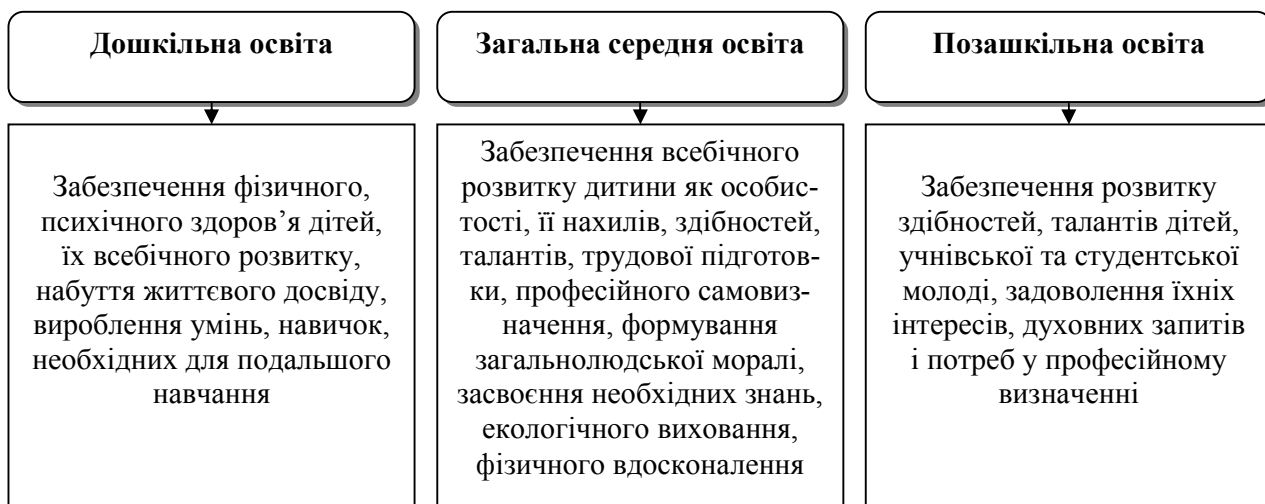 Дошкільна освіта
Забезпечення фізичного,
психічного здоров’я дітей,
їх всебічного розвитку,
набуття життєвого досвіду,
вироблення умінь, навичок,
необхідних для подальшого
навчання
Загальна середня освіта
Забезпечення всебічного
розвитку дитини як особис-
тості, її нахилів, здібностей,
талантів, трудової підготов-
ки, професійного самовиз-
начення, формування
загальнолюдської моралі,
засвоєння необхідних знань,
екологічного виховання,
фізичного вдосконалення
Позашкільна освіта
Забезпечення розвитку
здібностей, талантів дітей,
учнівської та студентської
молоді, задоволення їхніх
інтересів, духовних запитів
і потреб у професійному
визначенні